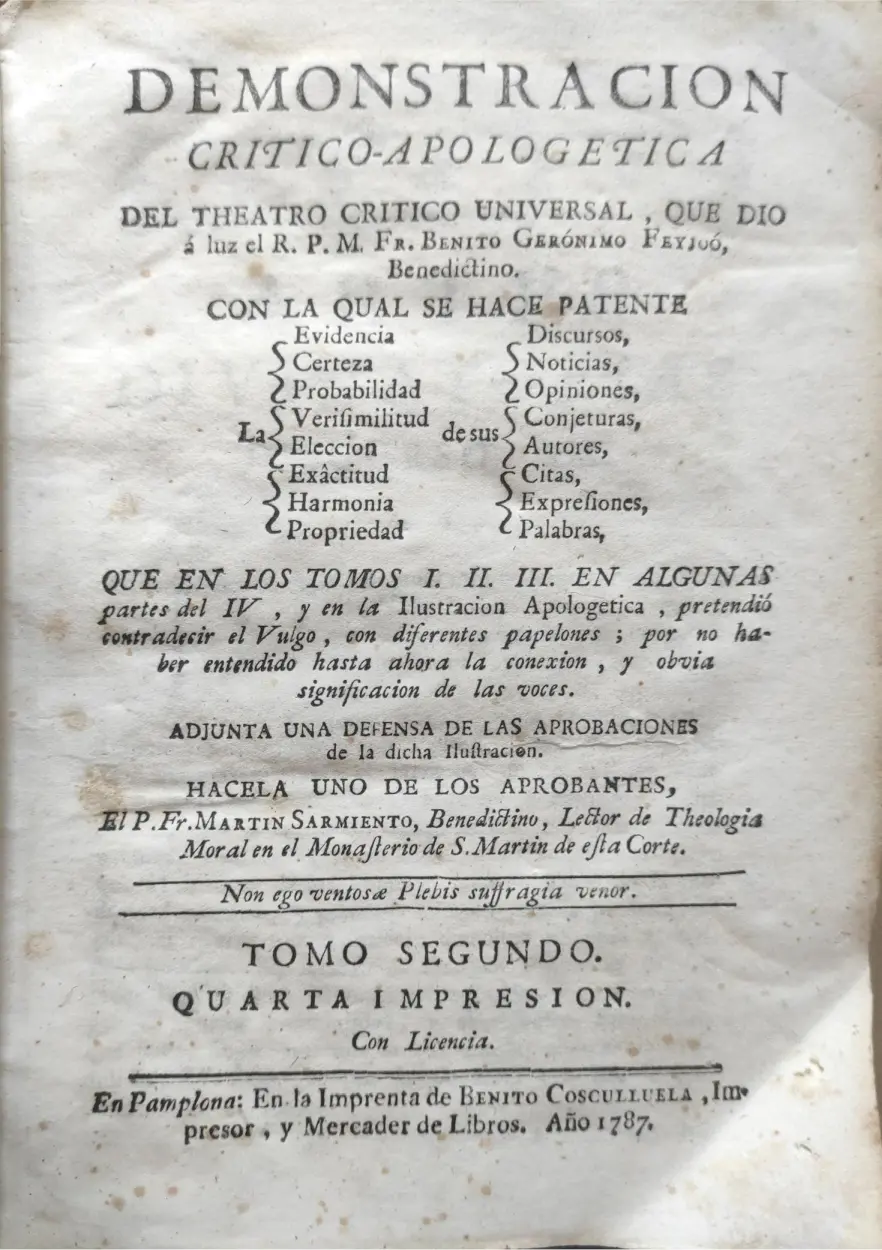 DEMONSTRACION
CRITICO-APOLOGETICA
DEL THEATRO CRITICO UNIVERSAL , QUE DIO
á luz el R. P. M. FR. BENITO GERÓNIMO FEYJOÓ,
Benedictino.
CON LA QUAL SE HACE PATENTE
Evidencia Discursos,
Certeza Noticias,
Probabilidad Opiniones,
Verisimilitud Conjeturas,
La de sus
Eleccion Autores,
Exâctitud Citas,
Harmonia Expresiones,
Propriedad Palabras,
QUE EN LOS TOMOS I. II. III. EN ALGUNAS
partes del IV , y en la Ilustracion Apologetica , pretendió
contradecir el Vulgo , con diferentes papelones ; por no ha-
ber entendido hasta ahora la conexion , y obvia
significacion de las voces.
ADJUNTA UNA DEFENSA DE LAS APROBACIONES
de la dicha Ilustracion.
HACELA UNO DE LOS APROBANTES,
El P. Fr. MARTIN SARMIENTO, Benedictino, Lector de Theologia
Moral en el Monasterio de S. Martin de esta Corte.
Non ego ventosæ Plebis suffragia venor.
TOMO SEGUNDO.
QUARTA IMPRESION.
Con Licencia.
En Pamplona: En la Imprenta de BENITO COSCULLUELA , Im-
presor , y Mercader de Libros. Año 1787.